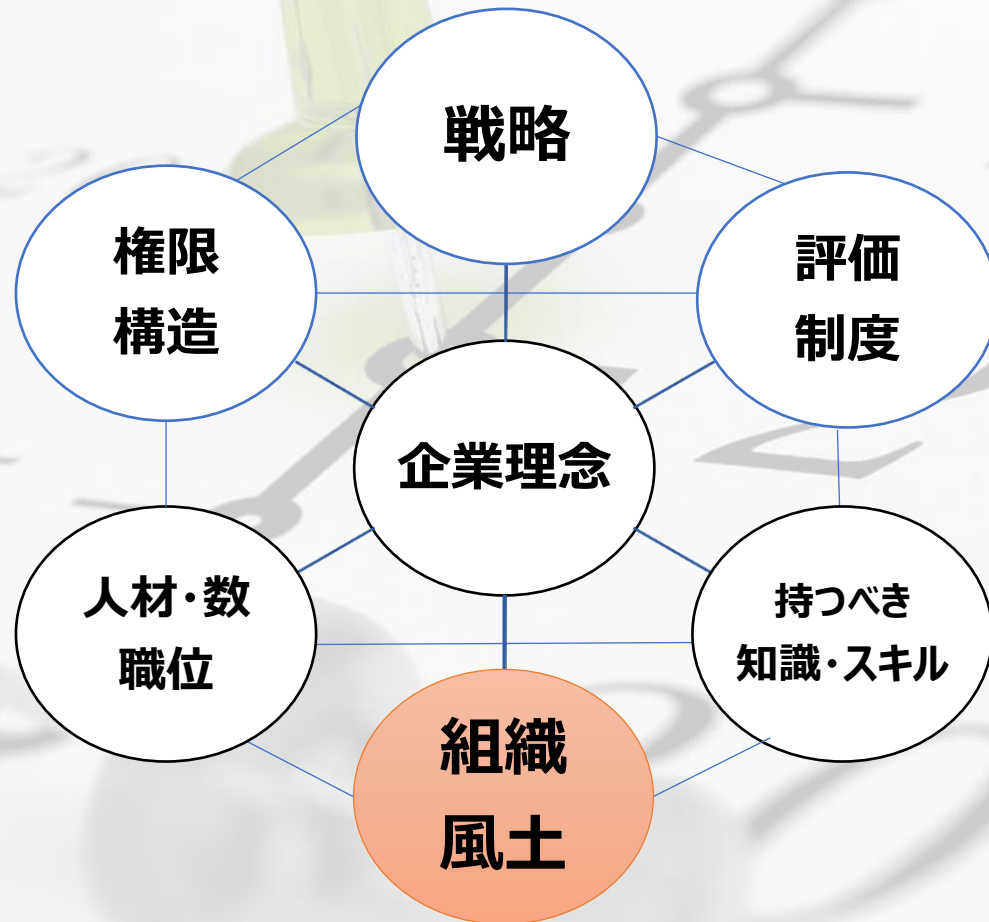 戦略
権限
構造
評価
制度
企業理念
人材・数
職位
持つべき
知識・スキル
組織
風土